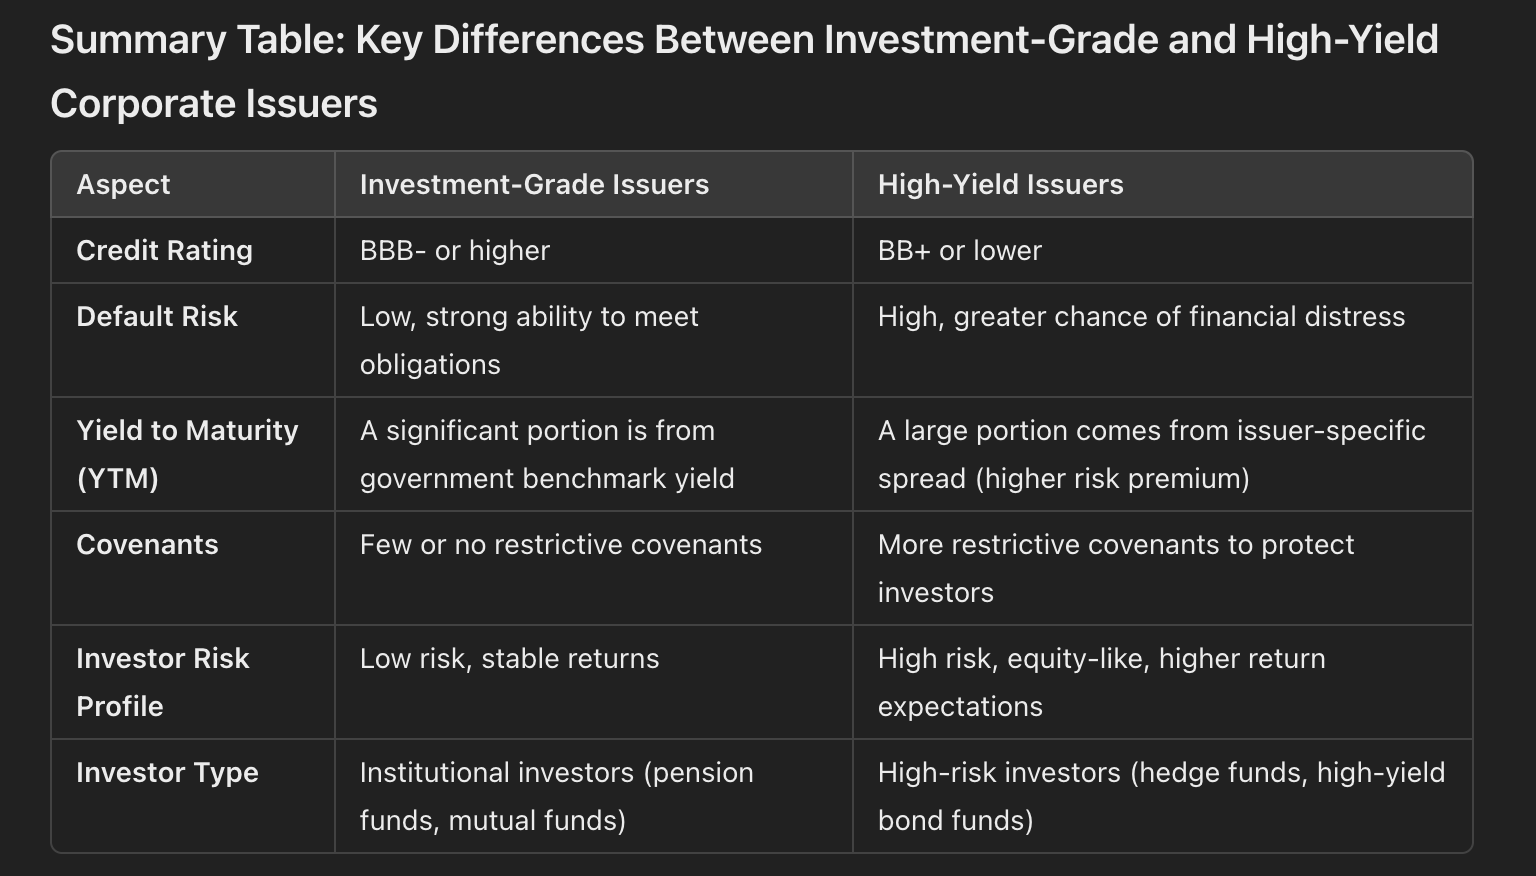 Summary Table: Key Differences Between Investment-Grade and High-Yield
Corporate Issuers
Aspect Investment-Grade Issuers High-Yield Issuers
Credit Rating BBB- or higher BB+ or lower
Default Risk Low, strong ability to meet High, greater chance of financial distress
obligations
Yield to Maturity A significant portion is from A large portion comes from issuer-specific
(YTM) government benchmark yield spread (higher risk premium)
Covenants Few or no restrictive covenants More restrictive covenants to protect
investors
Investor Risk Low risk, stable returns High risk, equity-like, higher return
Profile expectations
Investor Type Institutional investors (pension High-risk investors (hedge funds, high-yield
funds, mutual funds) bond funds)